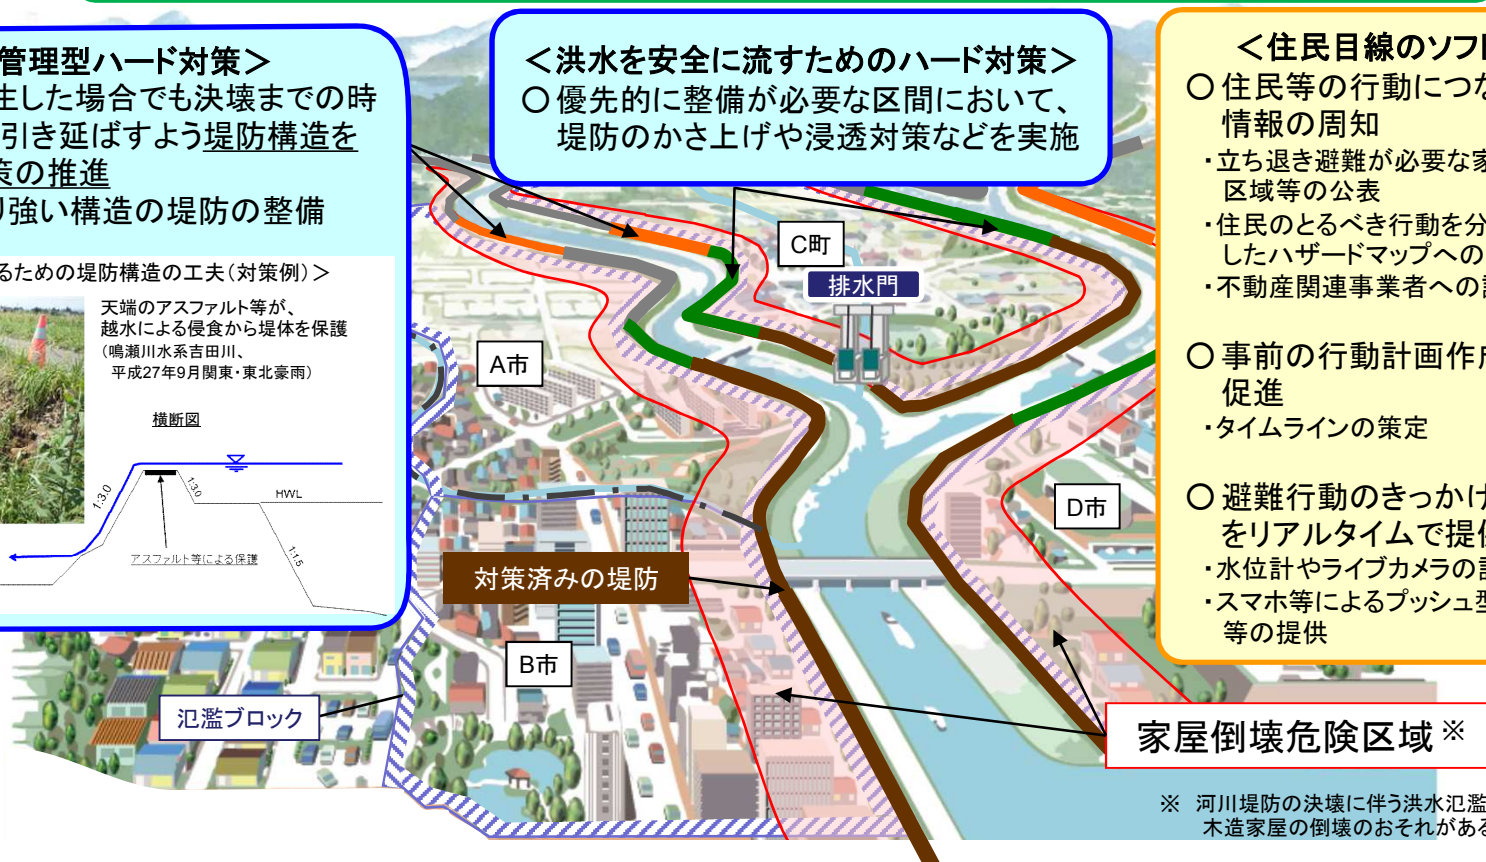 管理型ハード対策＞
生した場合でも決壊までの時
引き延ばすよう堤防構造を
策の推進
り強い構造の堤防の整備
るための堤防構造の工夫（対策例）＞
天端のアスファルト等が、
越水による侵食から堤体を保護
（鳴瀬川水系吉田川、
平成27年9月関東・東北豪雨）
横断図
1:3.0
1:3.0
HWL
1:1.5
アスファルト等による保護
＜洪水を安全に流すためのハード対策＞
○優先的に整備が必要な区間において、
堤防のかさ上げや浸透対策などを実施
＜住民目線のソフ
○住民等の行動につな
情報の周知
・立ち退き避難が必要な家
区域等の公表
・住民のとるべき行動を分
したハザードマップへの
・不動産関連事業者への
○事前の行動計画作成
促進
・タイムラインの策定
○避難行動のきっかけ
をリアルタイムで提供
・水位計やライブカメラの設
・スマホ等によるプッシュ型
等の提供
C町
排水門
A市
D市
対策済みの堤防
B市
氾濫ブロック
家屋倒壊危険区域※
※ 河川堤防の決壊に伴う洪水氾濫
木造家屋の倒壊のおそれがある